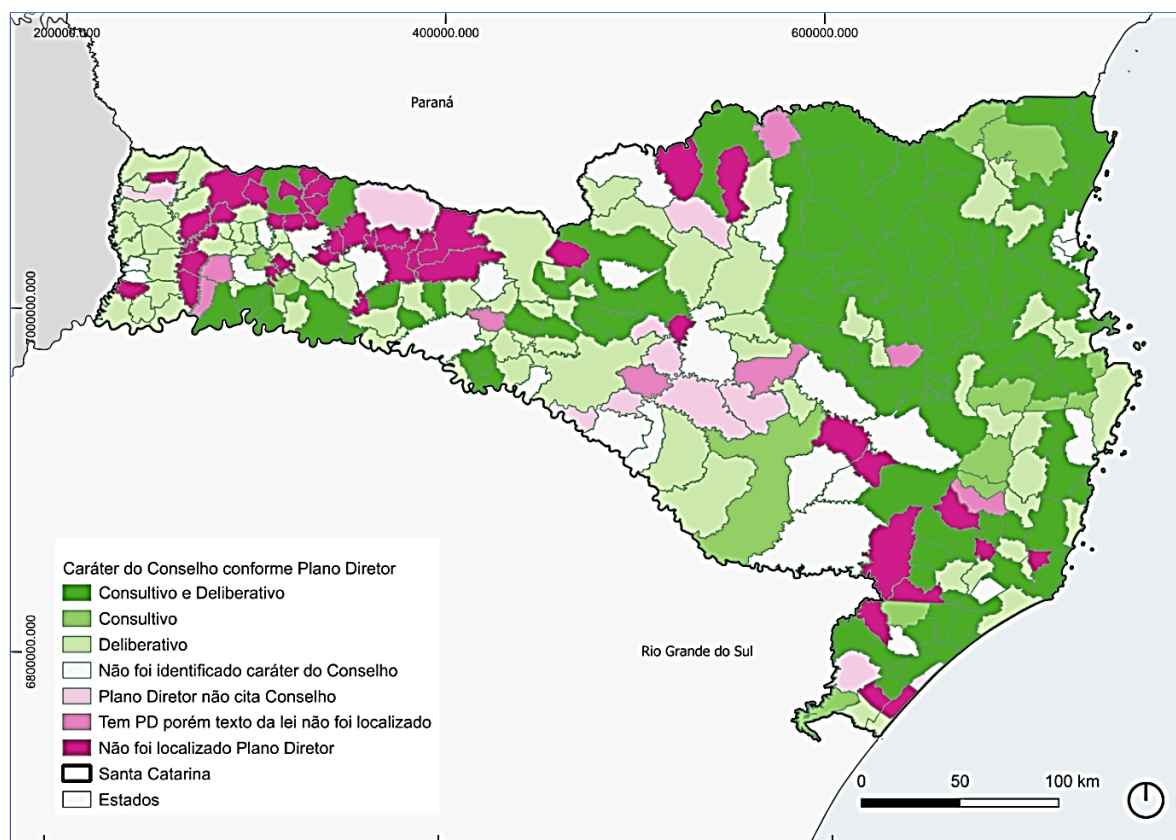 200000.000
400000.000
600000.000
Paraná
7000000.000
6800000.000
Rio Grande do Sul
Caráter do Conselho conforme Plano Diretor
Consultivo e Deliberativo
Consultivo
Deliberativo
Não foi identificado caráter do Conselho
Plano Diretor não cita Conselho
Tem PD porém texto da lei não foi localizado
Não foi localizado Plano Diretor
Santa Catarina
Estados
0 50 100 km